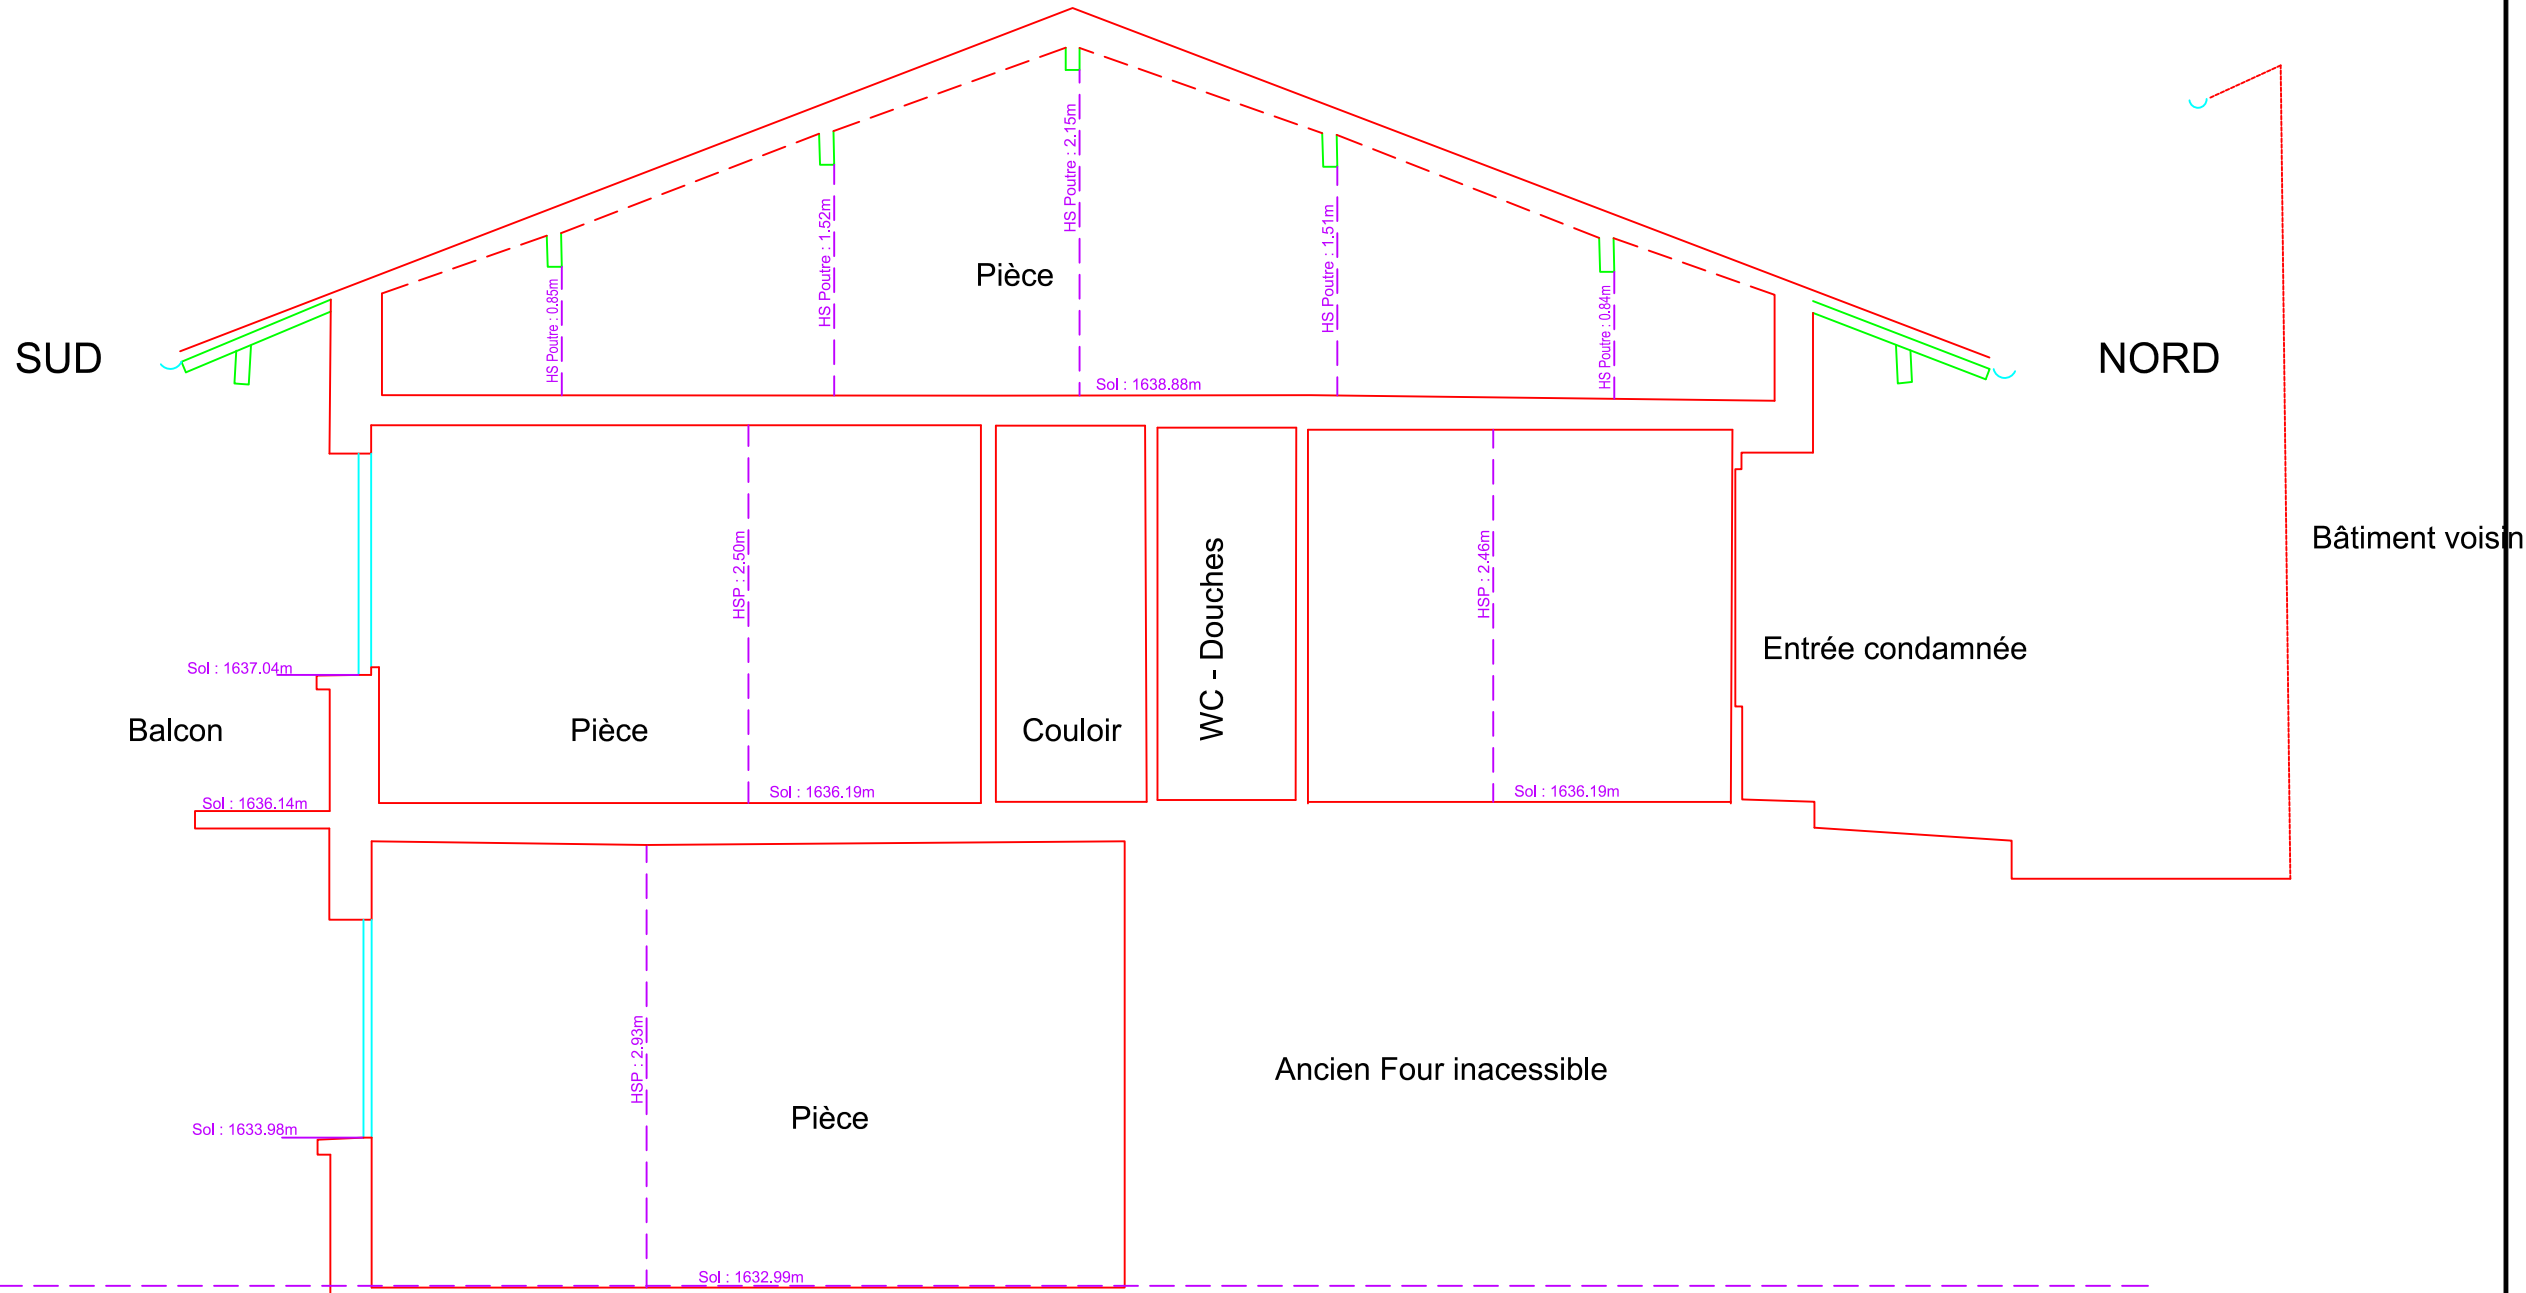 HS Poutre : 2.15m
HS Poutre : 1.52m
HS Poutre : 1.51m
Pièce
HS Poutre : 0.85m
HS Poutre : 0.84m
SUD
NORD
Sol : 1638.88m
Bâtiment voisin
HSP : 2.50m
HSP : 2.46m
WC - Douches
Entrée condamnée
Sol : 1637.04m
Balcon
Pièce
Couloir
Sol : 1636.19m
Sol : 1636.19m
Sol : 1636.14m
HSP : 2.93m
Ancien Four inacessible
Pièce
Sol : 1633.98m
Sol : 1632.99m